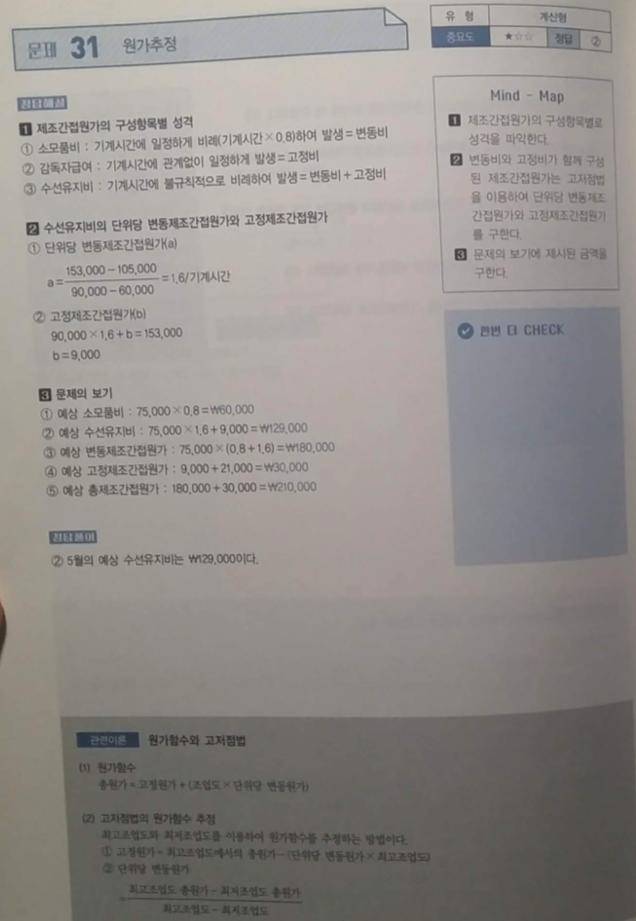 문제 31 원가추정
유 형 계산형
중요도 ★☆☆ 정답 ②
정답해설
1 제조간접원가의 구성항목별 성격
① 소모품비 : 기계시간에 일정하게 비례(기계시간×0.8)하여 발생=변동비
② 감독자급여 : 기계시간에 관계없이 일정하게 발생=고정비
③ 수선유지비 : 기계시간에 불규칙적으로 비례하여 발생=변동비+고정비
2 수선유지비의 단위당 변동제조간접원가와 고정제조간접원가
① 단위당 변동제조간접원가(a)
a= 153,000-105,000 / 90,000-60,000 =1.6/기계시간
② 고정제조간접원가(b)
90,000×1.6+b=153,000
b=9,000
3 문제의 보기
① 예상 소모품비 : 75,000×0.8=₩60,000
② 예상 수선유지비 : 75,000×1.6+9,000=₩129,000
③ 예상 변동제조간접원가 : 75,000×(0.8+1.6)=₩180,000
④ 예상 고정제조간접원가 : 9,000+21,000=₩30,000
⑤ 예상 총제조간접원가 : 180,000+30,000=₩210,000
정답풀이
② 5월의 예상 수선유지비는 ₩129,000이다.
Mind - Map
1 제조간접원가의 구성항목별로
성격을 파악한다.
2 변동비와 고정비가 함께 구성
된 제조간접원가는 고저점법
을 이용하여 단위당 변동제조
간접원가와 고정제조간접원가
를 구한다.
3 문제의 보기에 제시된 금액을
구한다.
한번 더 CHECK
관련이론 원가함수와 고저점법
(1) 원가함수
총원가=고정원가+(조업도×단위당 변동원가)
(2) 고저점법의 원가함수 추정
최고조업도와 최저조업도를 이용하여 원가함수를 추정하는 방법이다.
① 고정원가=최고조업도에서의 총원가-(단위당 변동원가×최고조업도)
② 단위당 변동원가
= 최고조업도 총원가-최저조업도 총원가
최고조업도-최저조업도